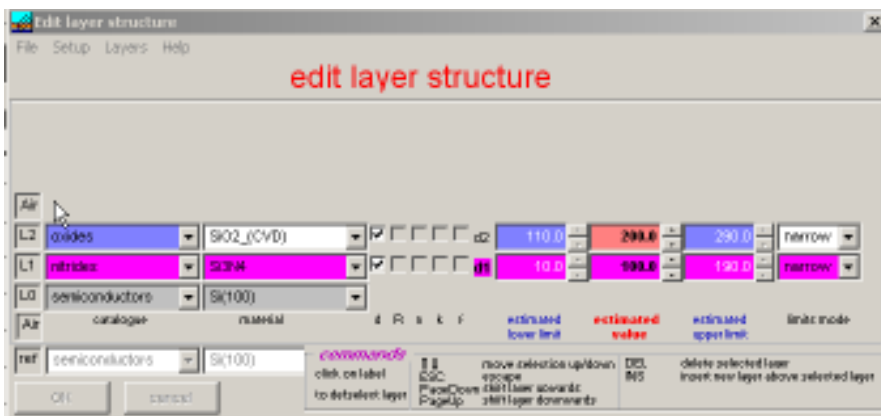 Edit layer structure
File Setup Layers Help
edit layer structure
Air
L2 oxides SiO2_(CVD) d2 110.0 200.0 290.0 narrow
L1 nitrides Si3N4 d1 10.0 100.0 190.0 narrow
L0 semiconductors Si(100)
Air catalogue material d R n k f estimated lower limit estimated value estimated upper limit limits mode
ref semiconductors Si(100)
commands
click on label
to de/select layer
move selection up/down
ESC escape
PageDown shift layer upwards
PageUp shift layer downwards
DEL delete selected layer
INS insert new layer above selected layer
OK cancel